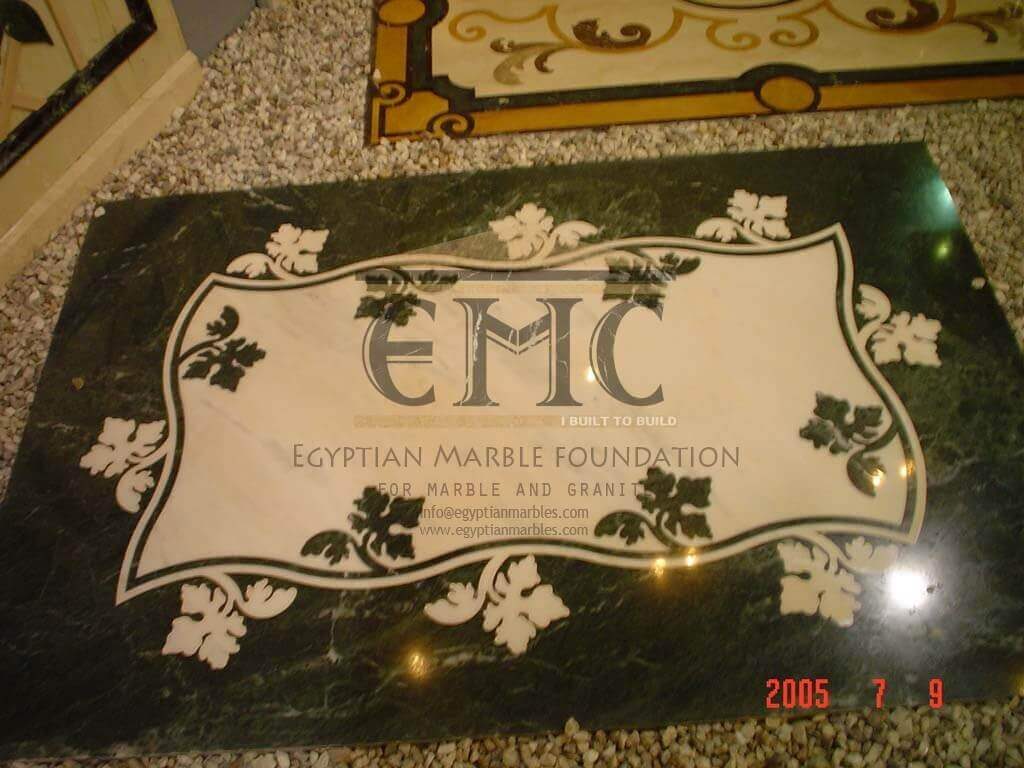 EMC
I BUILT TO BUILD
EGYPTIAN MARBLE FOUNDATION
FOR MARBLE AND GRANIT
info@egyptianmarbles.com
www.egyptianmarbles.com
2005 7 9